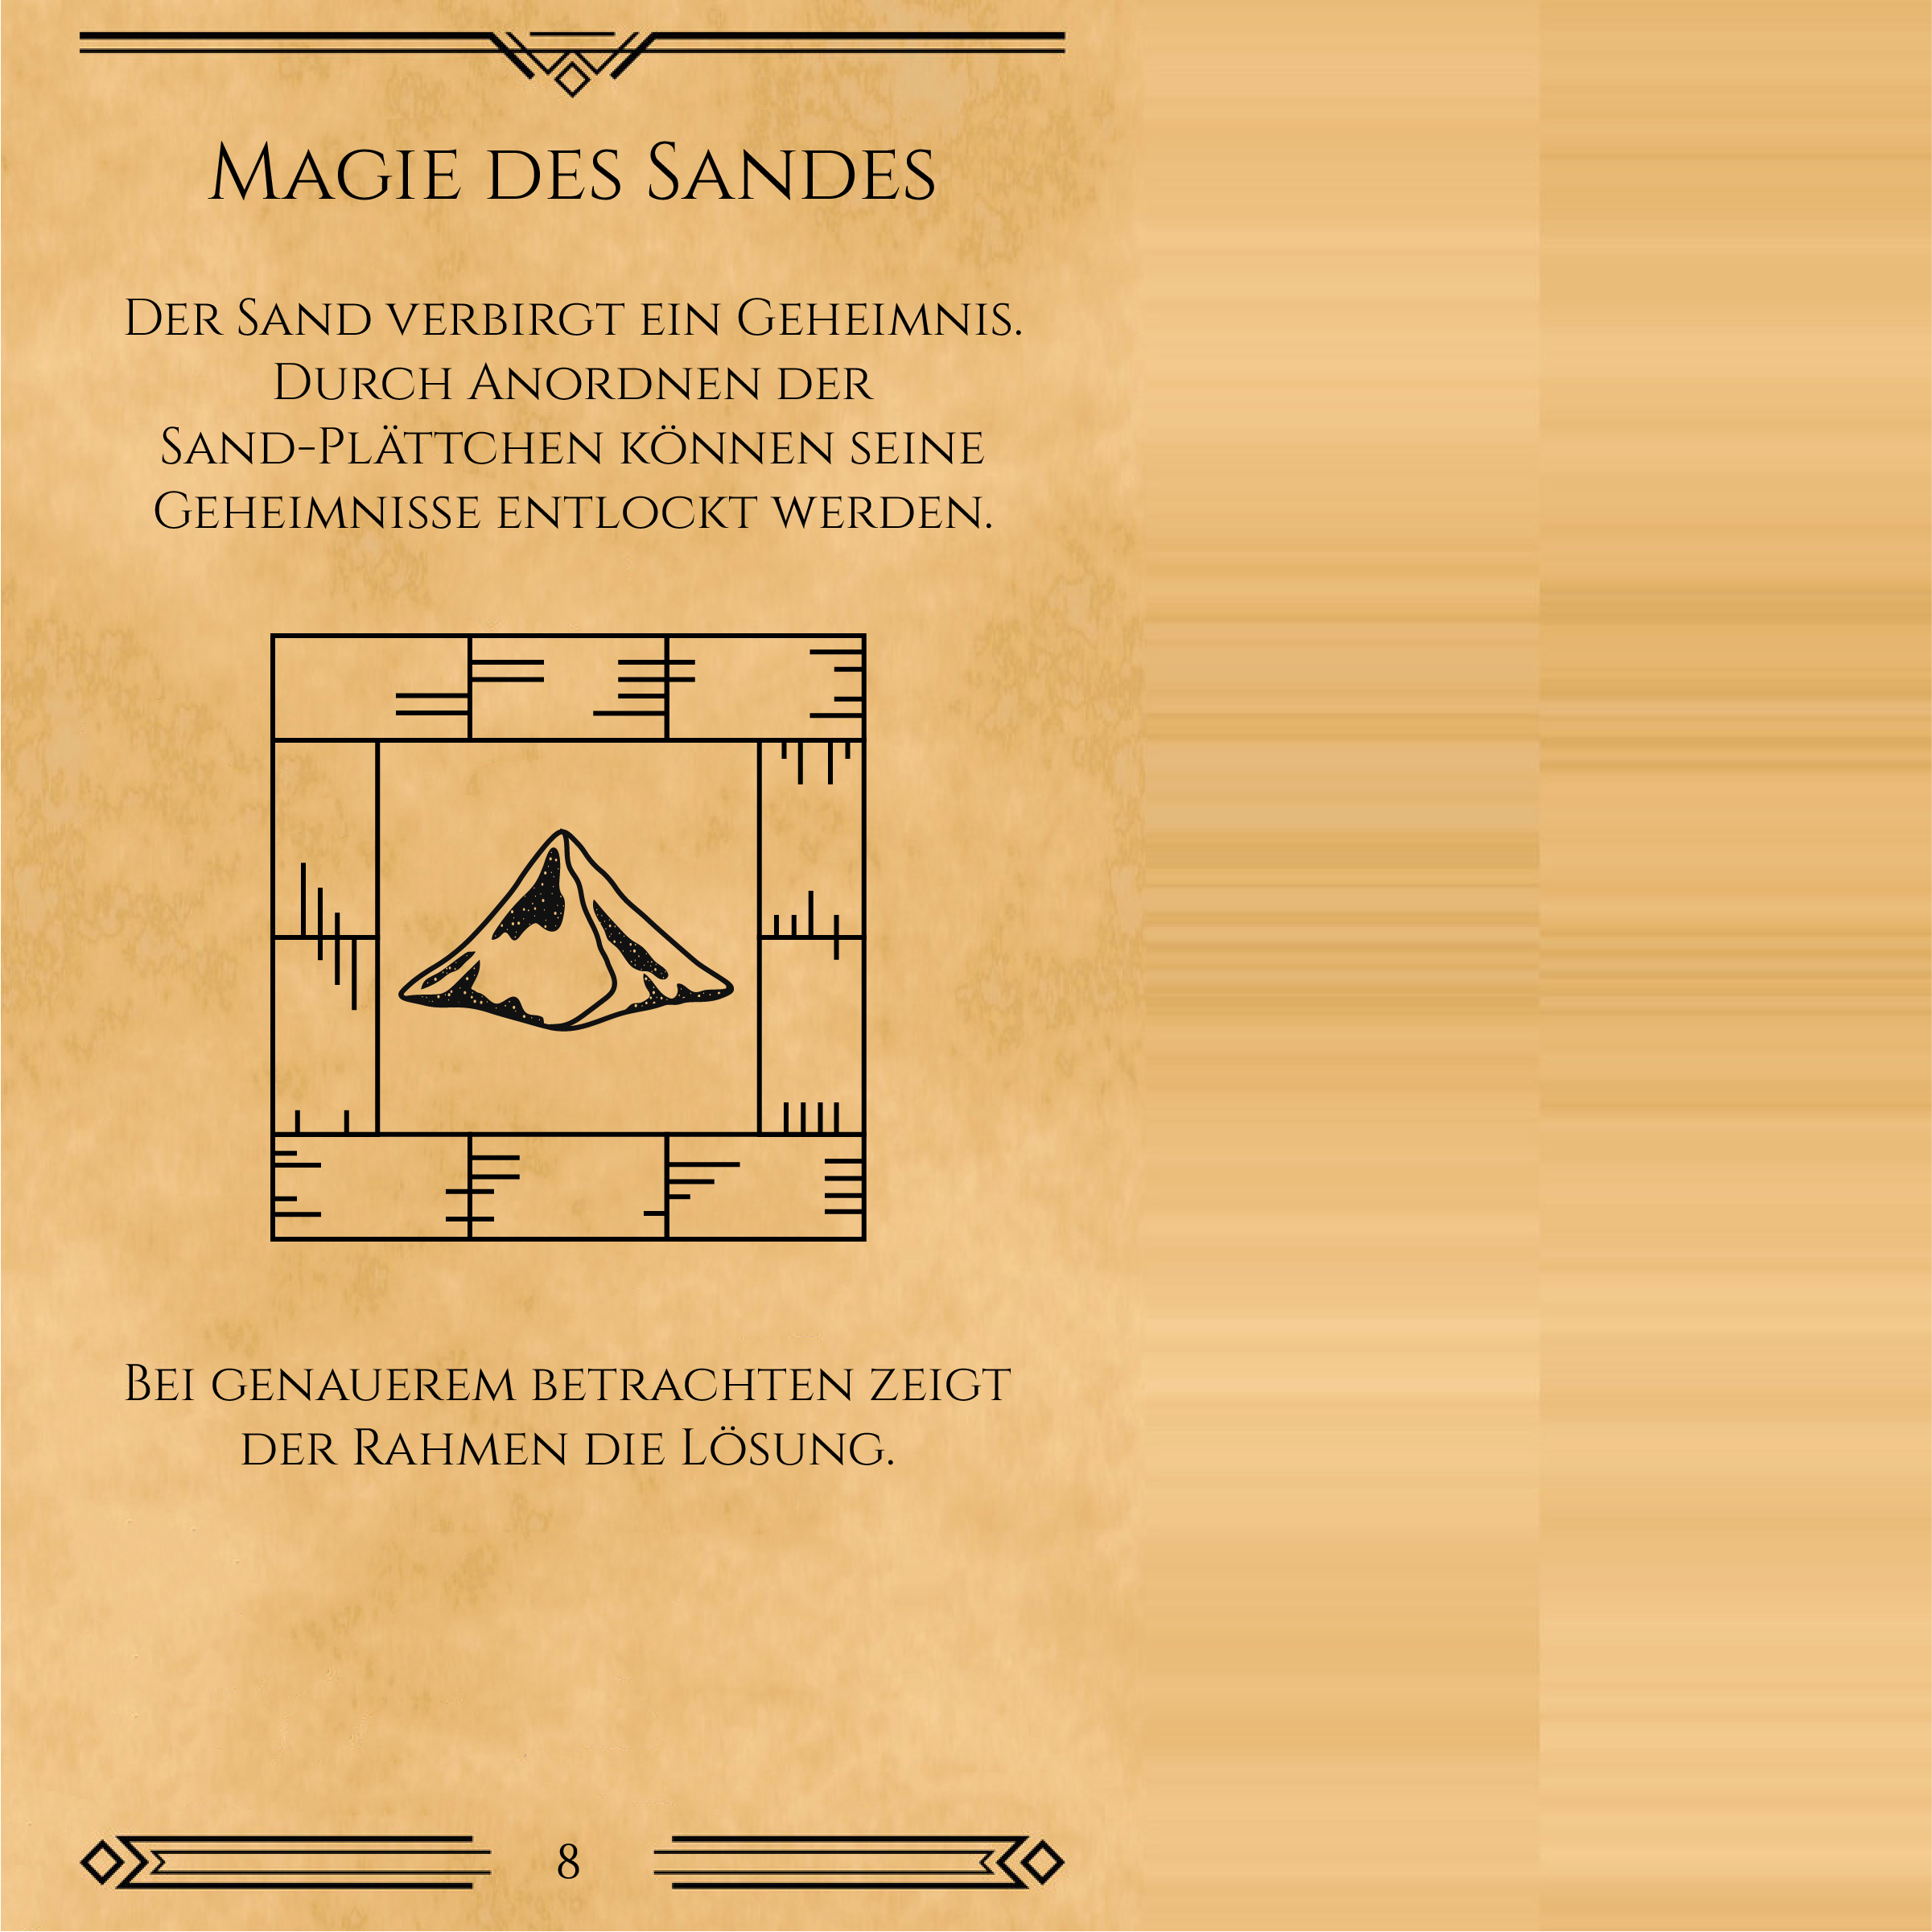 Magie des Sandes
Der Sand verbirgt ein Geheimnis.
Durch Anordnen der
Sand-Plättchen können seine
Geheimnisse entlockt werden.
Bei genauerem betrachten zeigt
der Rahmen die Lösung.
8